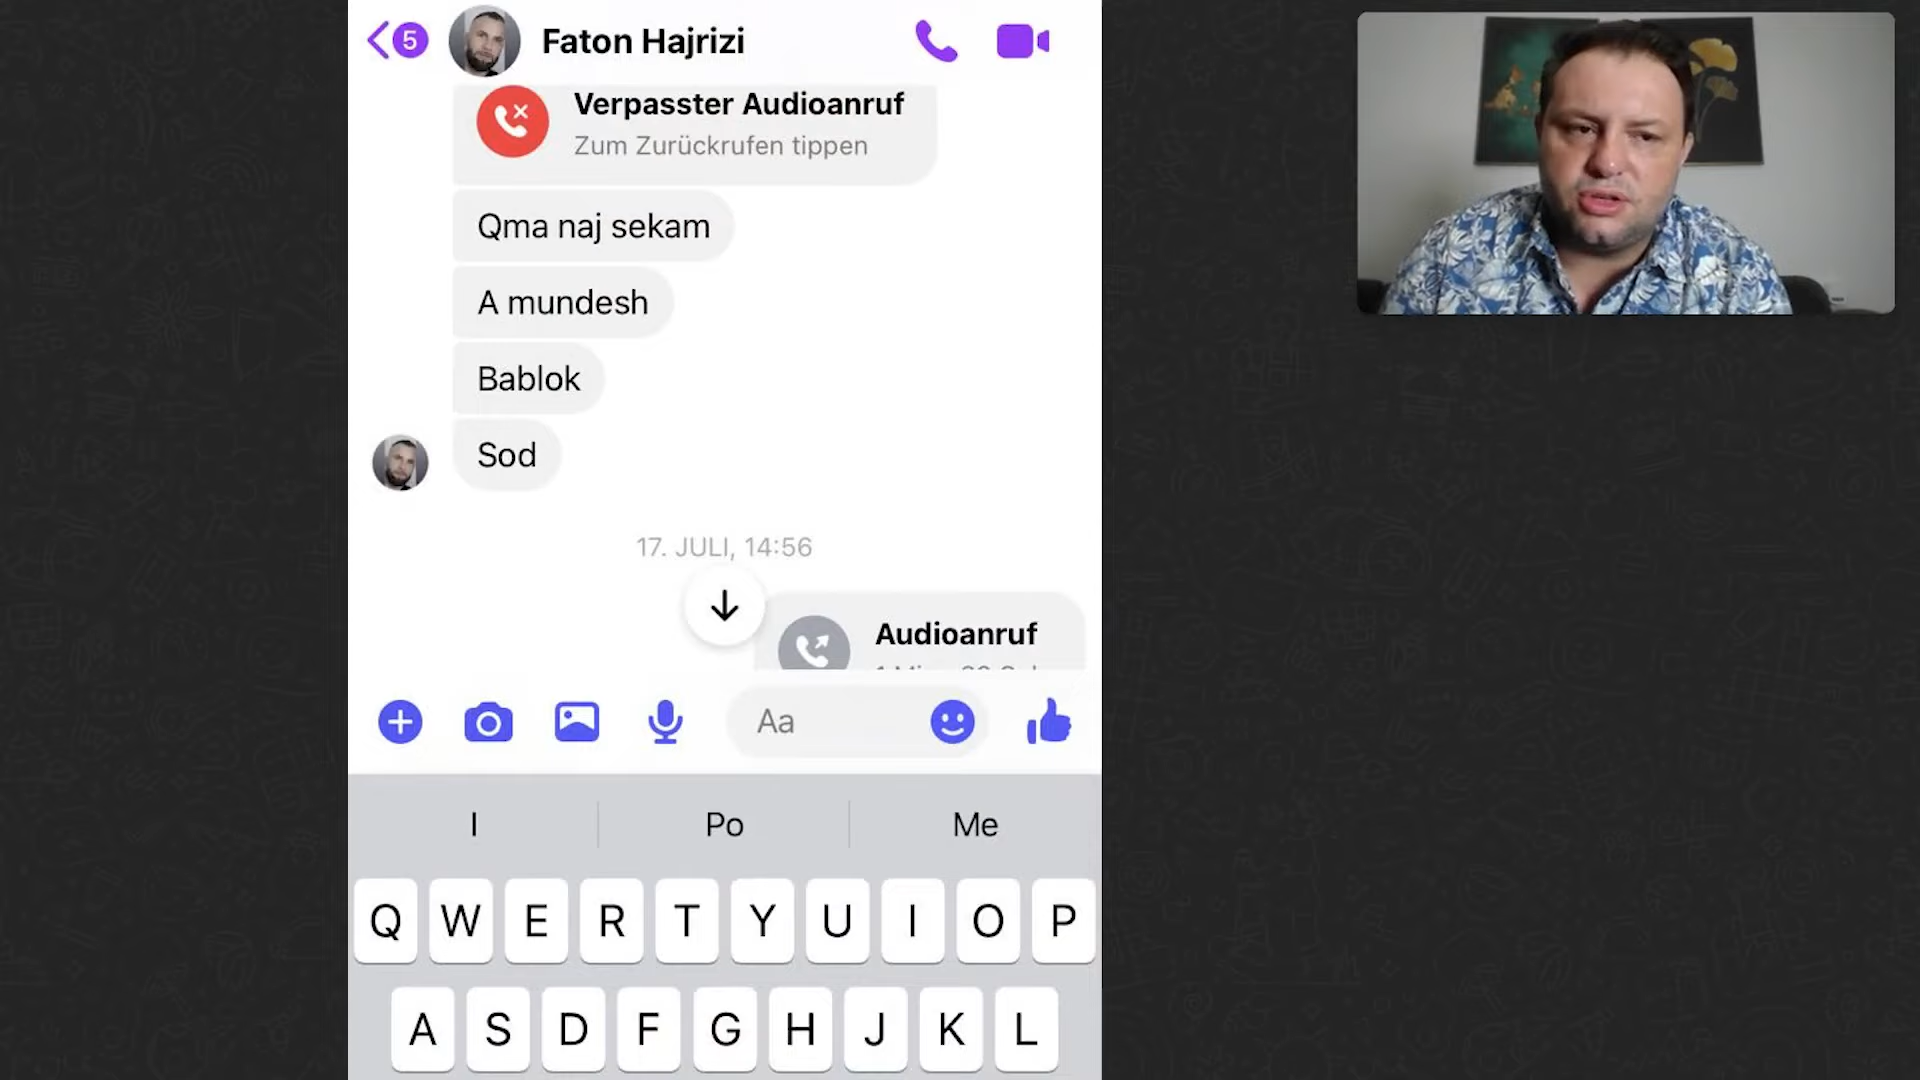 5
Faton Hajrizi
Verpasster Audioanruf
Zum Zurückrufen tippen
Qma naj sekam
A mundesh
Bablok
Sod
17. JULI, 14:56
Audioanruf
Aa
I Po Me
Q W E R T Y U I O P
A S D F G H J K L